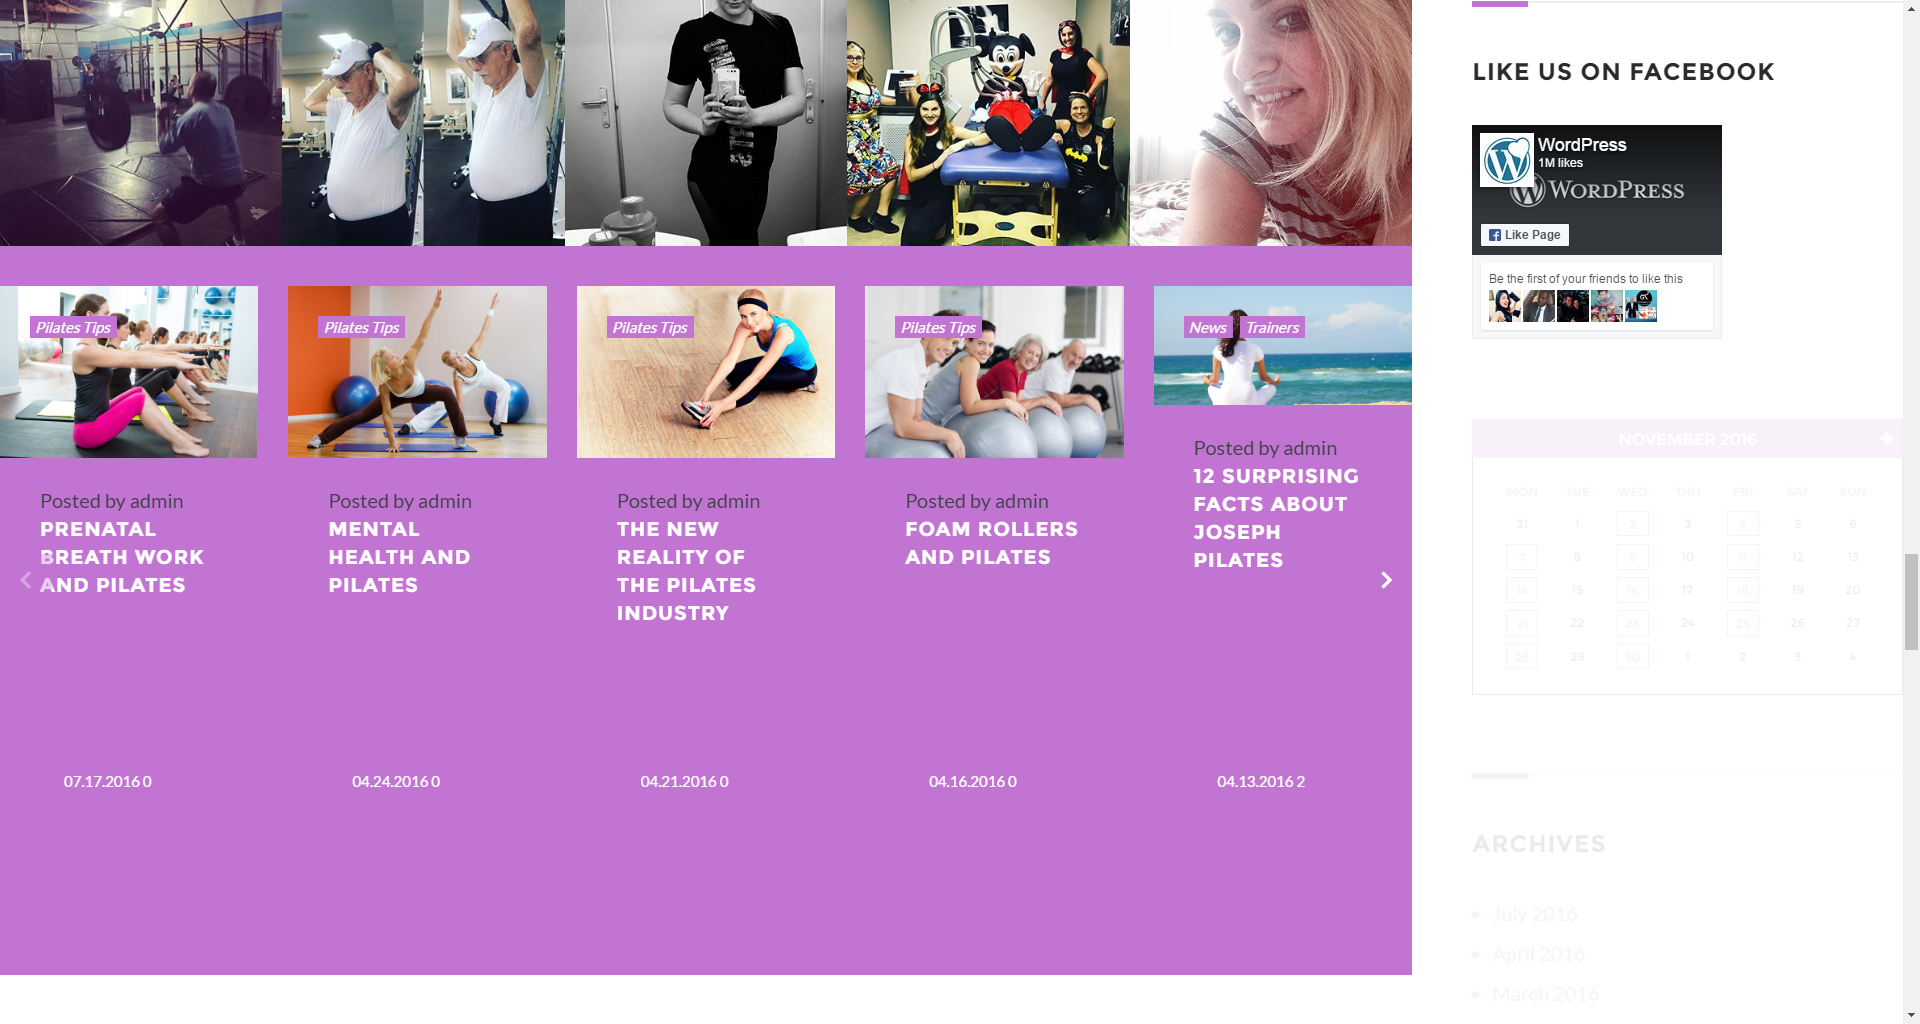 LIKE US ON FACEBOOK
WordPress
1M likes
WORDPRESS
Like Page
Be the first of your friends to like this
Pilates Tips
Posted by admin
PRENATAL
BREATH WORK
AND PILATES
07.17.2016 0
Pilates Tips
Posted by admin
MENTAL
HEALTH AND
PILATES
04.24.2016 0
Pilates Tips
Posted by admin
THE NEW
REALITY OF
THE PILATES
INDUSTRY
04.21.2016 0
Pilates Tips
Posted by admin
FOAM ROLLERS
AND PILATES
04.16.2016 0
News Trainers
Posted by admin
12 SURPRISING
FACTS ABOUT
JOSEPH
PILATES
04.13.2016 2
NOVEMBER 2016
MON TUE WED THU FRI SAT SUN
31 1 2 3 4 5 6
7 8 9 10 11 12 13
14 15 16 17 18 19 20
21 22 23 24 25 26 27
28 29 30 1 2 3 4
ARCHIVES
July 2016
April 2016
March 2016